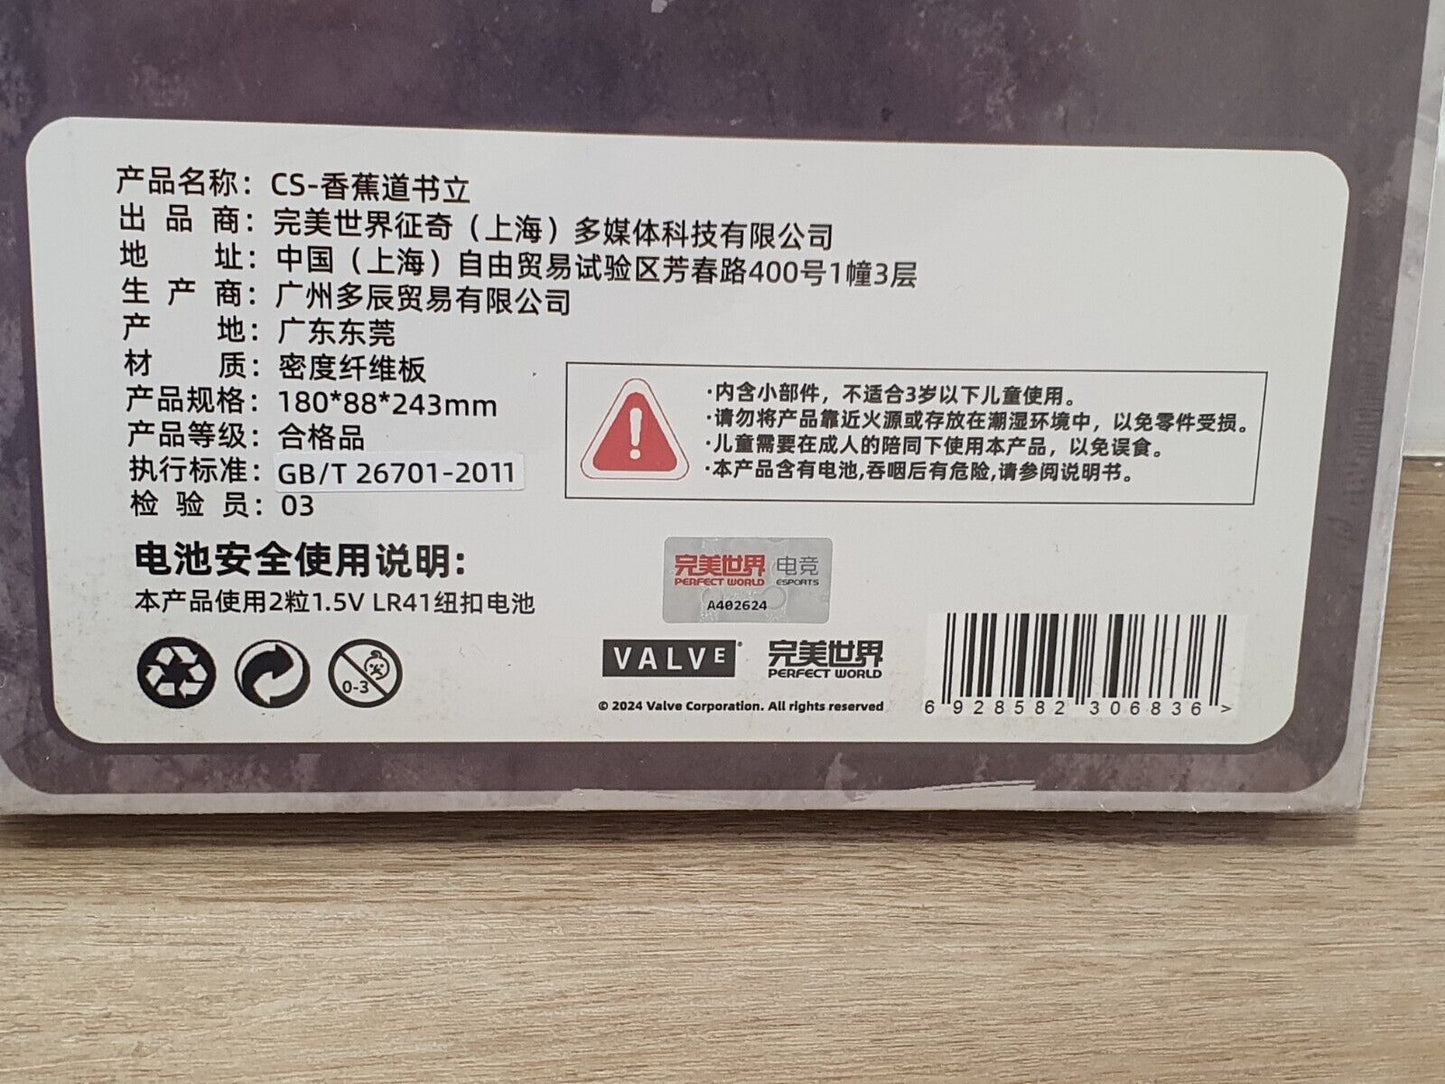 产品名称：CS-香蕉道书立
出品商：完美世界征奇（上海）多媒体科技有限公司
地址：中国（上海）自由贸易试验区芳春路400号1幢3层
生产商：广州多辰贸易有限公司
产地：广东东莞
材质：密度纤维板
产品规格：180*88*243mm
产品等级：合格品
执行标准：GB/T 26701-2011
检验员：03
·内含小部件，不适合3岁以下儿童使用。
·请勿将产品靠近火源或存放在潮湿环境中，以免零件受损。
·儿童需要在成人的陪同下使用本产品，以免误食。
·本产品含有电池,吞咽后有危险,请参阅说明书。
电池安全使用说明：
本产品使用2粒1.5V LR41纽扣电池
0-3
完美世界 电竞
PERFECT WORLD ESPORTS
A402624
VALVE 完美世界
PERFECT WORLD
© 2024 Valve Corporation. All rights reserved
6 928582 306836 >